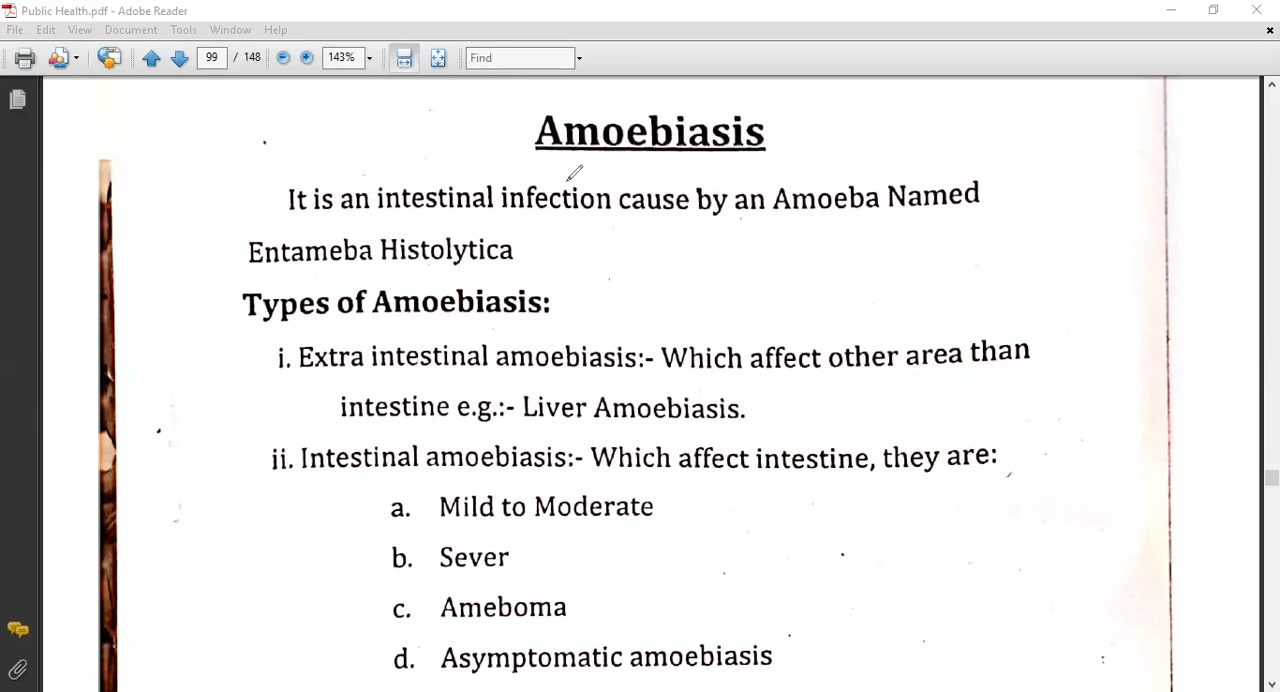 Public Health.pdf - Adobe Reader
File Edit View Document Tools Window Help
99 / 148 143% Find
Amoebiasis
It is an intestinal infection cause by an Amoeba Named
Entameba Histolytica
Types of Amoebiasis:
i. Extra intestinal amoebiasis:- Which affect other area than
intestine e.g.:- Liver Amoebiasis.
ii. Intestinal amoebiasis:- Which affect intestine, they are:
a. Mild to Moderate
b. Sever
c. Ameboma
d. Asymptomatic amoebiasis